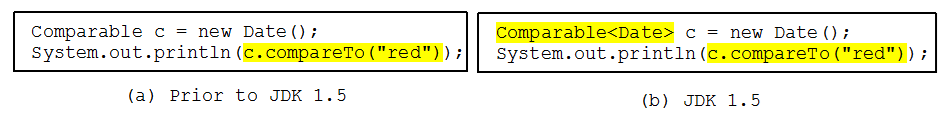 Comparable c = new Date();
System.out.println(c.compareTo("red"));
(a) Prior to JDK 1.5
Comparable<Date> c = new Date();
System.out.println(c.compareTo("red"));
(b) JDK 1.5